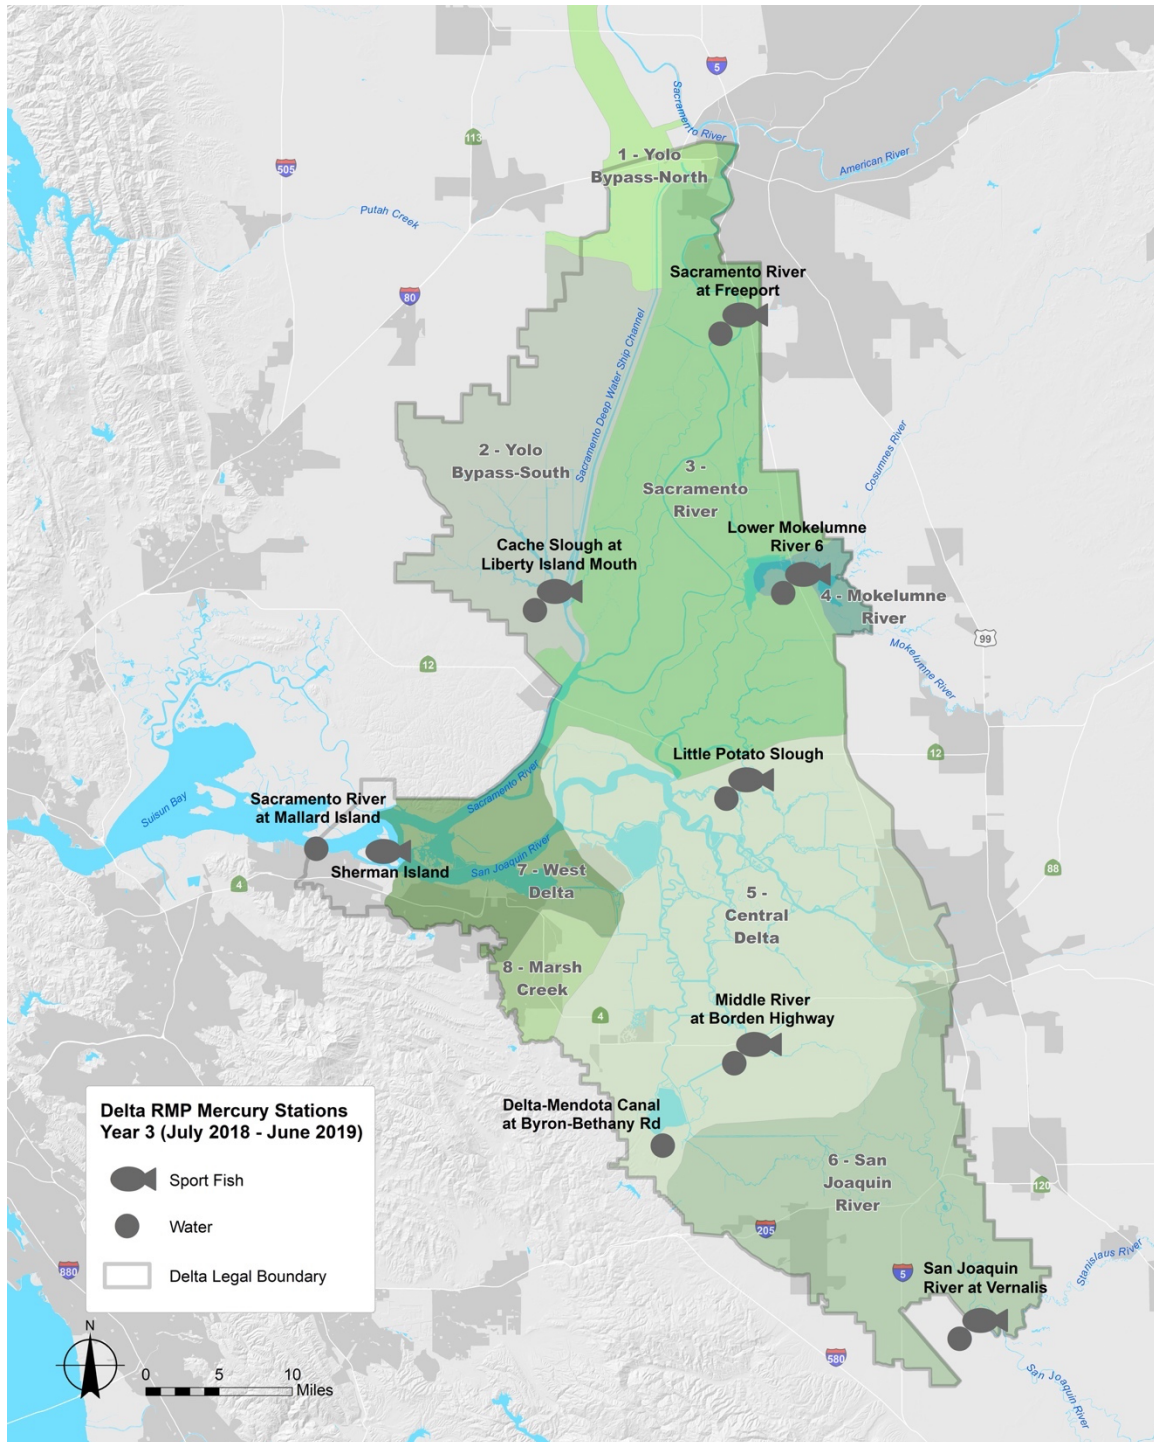 5
Sacramento River
American River
113
505
1 - Yolo
Bypass-North
Putah Creek
80
Sacramento River
at Freeport
Sacramento Deep Water Ship Channel
2 - Yolo
Bypass-South
3 -
Sacramento
River
Cosumnes River
Lower Mokelumne
River 6
Cache Slough at
Liberty Island Mouth
4 - Mokelumne
River
99
Mokelumne River
12
12
Little Potato Slough
Sacramento River
Suisun Bay
Sacramento River
at Mallard Island
San Joaquin River
Sherman Island
7 - West
Delta
4
88
5 -
Central
Delta
8 - Marsh
Creek
4
Middle River
at Borden Highway
Delta-Mendota Canal
at Byron-Bethany Rd
6 - San
Joaquin
River
120
205
Stanislaus River
5
San Joaquin
River at Vernalis
580
San Joaquin River
880
Delta RMP Mercury Stations
Year 3 (July 2018 - June 2019)
Sport Fish
Water
Delta Legal Boundary
N
0 5 10
Miles